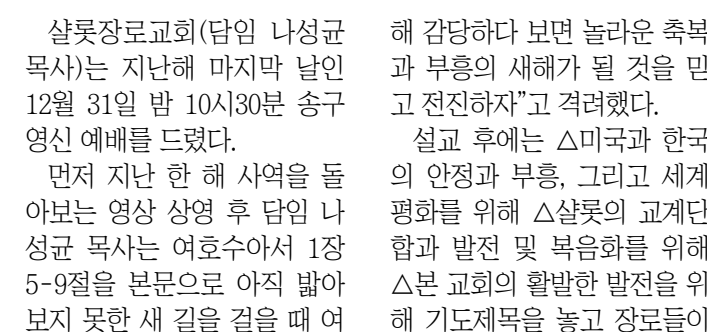 샬롯장로교회(담임 나성균
목사)는 지난해 마지막 날인
12월 31일 밤 10시30분 송구
영신 예배를 드렸다.
먼저 지난 한 해 사역을 돌
아보는 영상 상영 후 담임 나
성균 목사는 여호수아서 1장
5-9절을 본문으로 아직 밟아
보지 못한 새 길을 걸을 때 여
해 감당하다 보면 놀라운 축복
과 부흥의 새해가 될 것을 믿
고 전진하자”고 격려했다.
설교 후에는 △미국과 한국
의 안정과 부흥, 그리고 세계
평화를 위해 △샬롯의 교계단
합과 발전 및 복음화를 위해
△본 교회의 활발한 발전을 위
해 기도제목을 놓고 장로들이